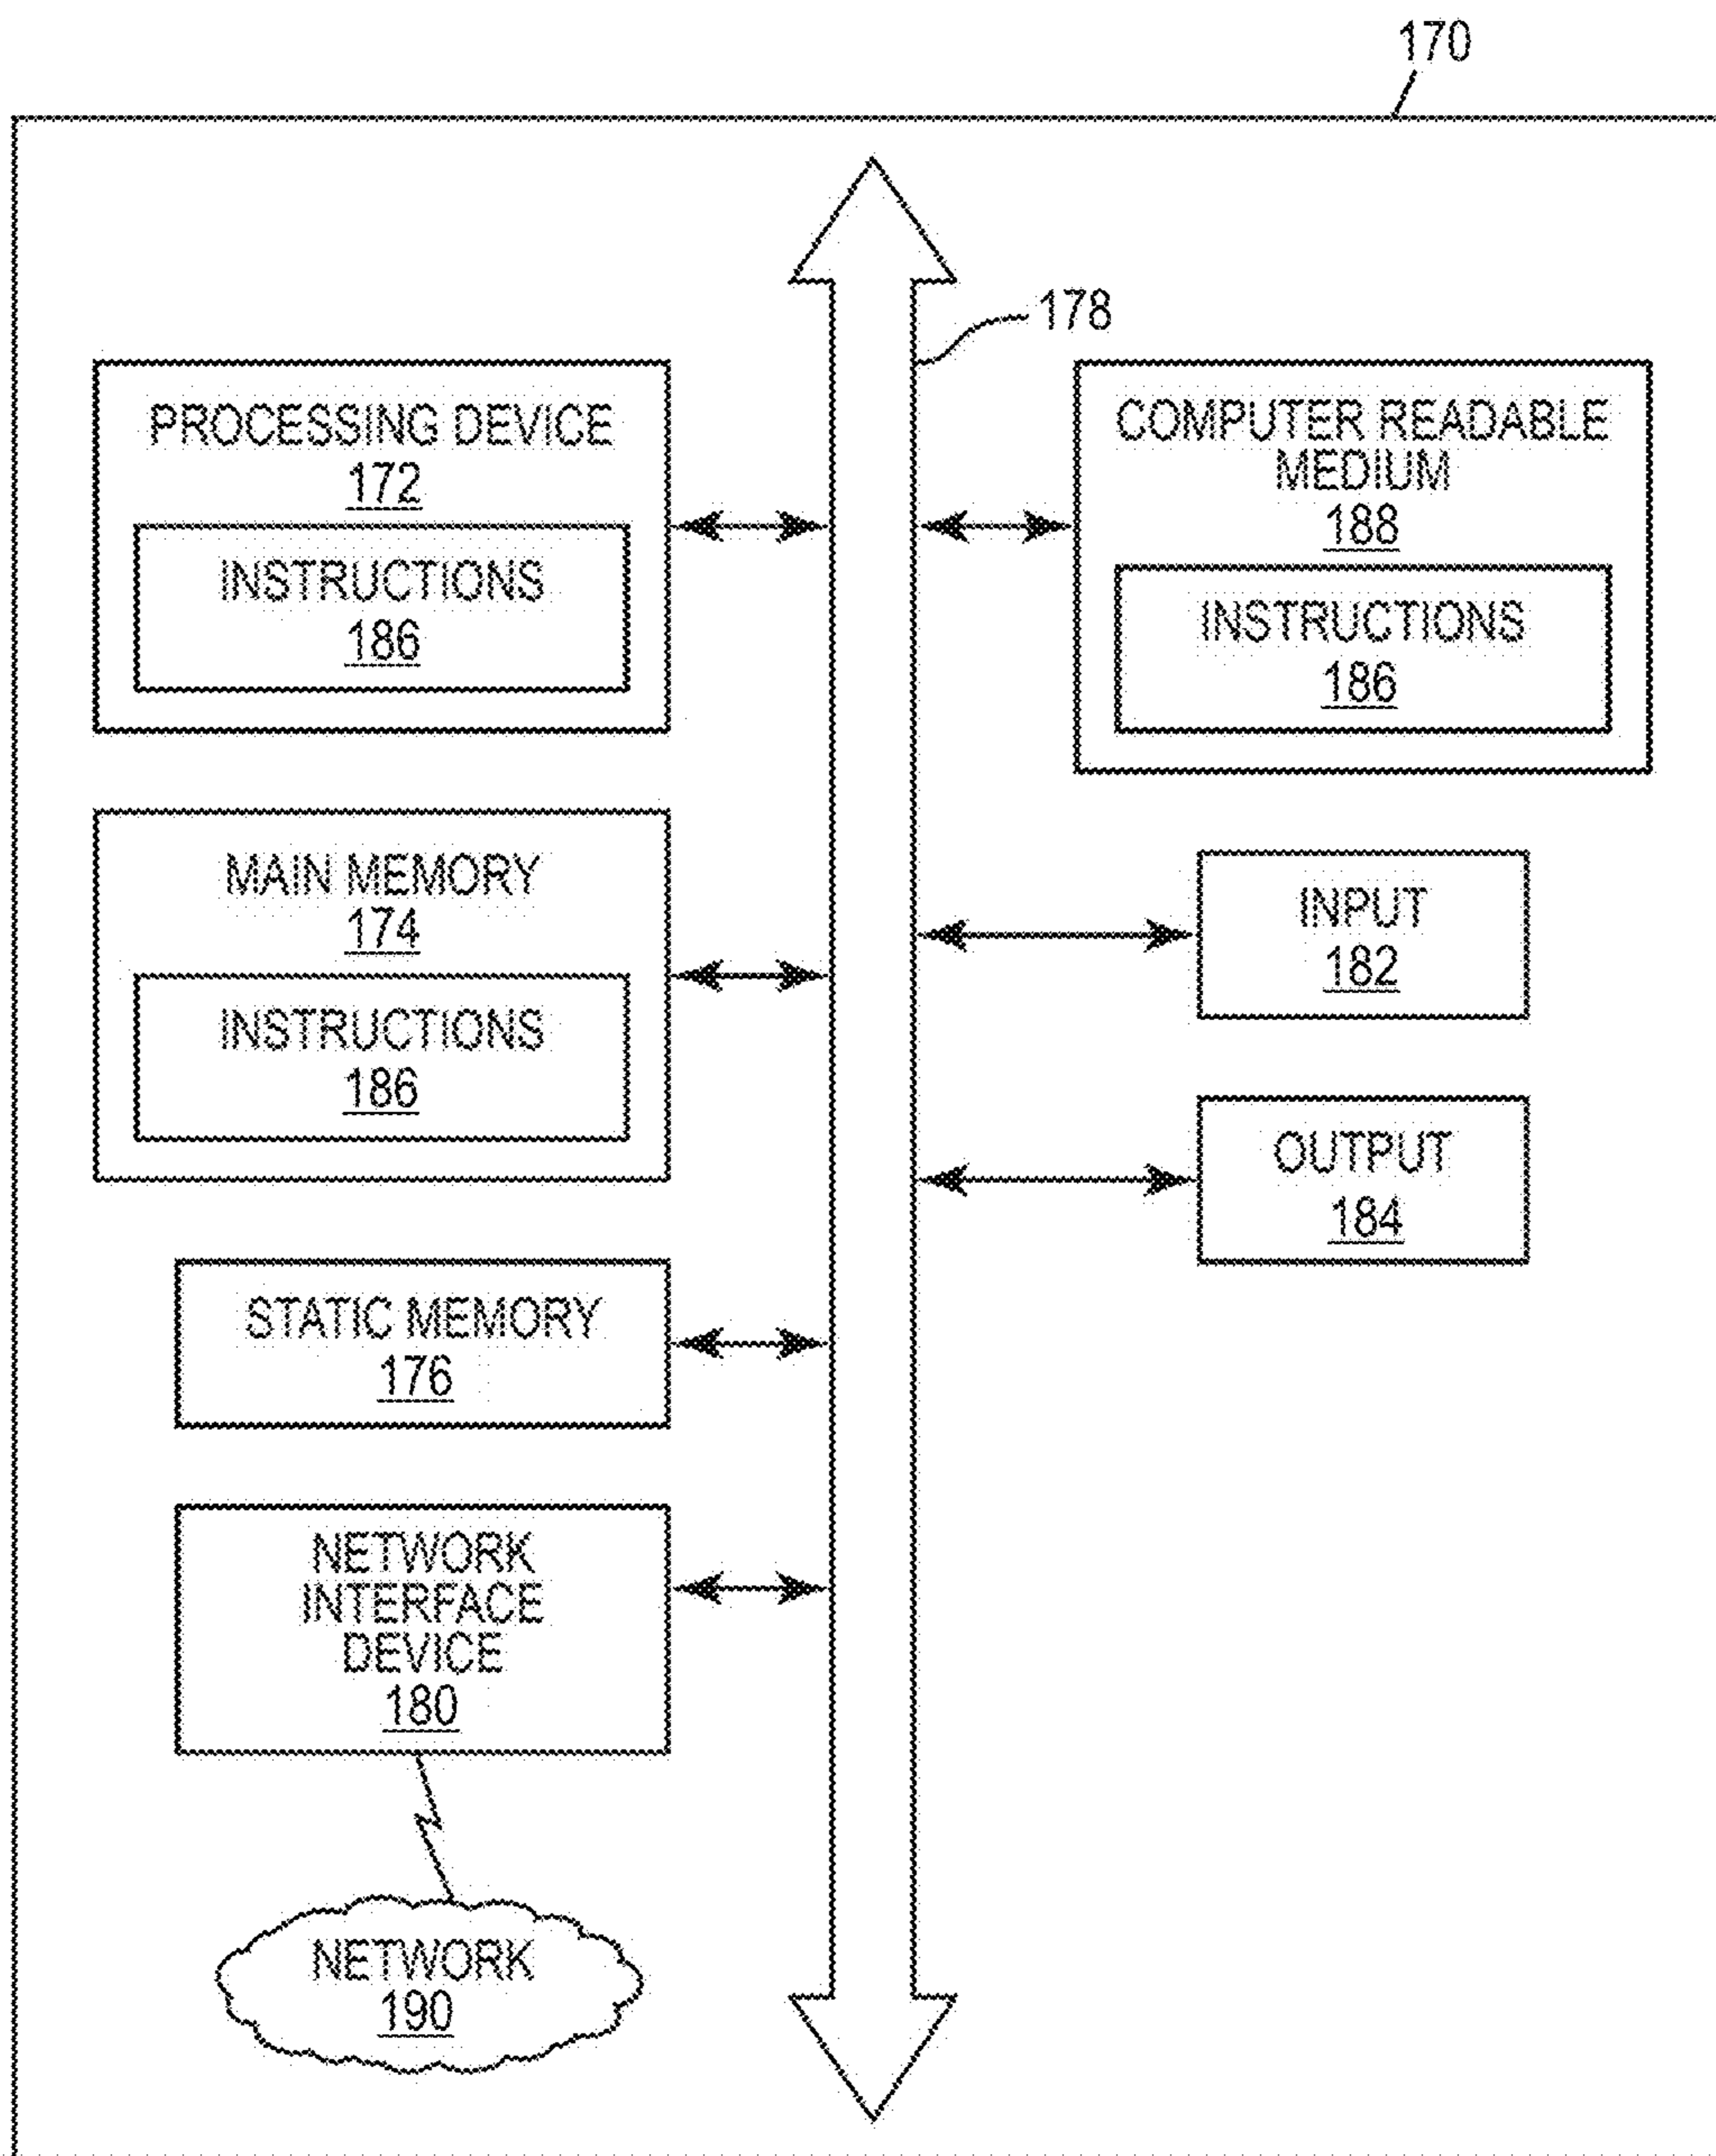 170
178
PROCESSING DEVICE
172
INSTRUCTIONS
186
COMPUTER READABLE
MEDIUM
188
INSTRUCTIONS
186
MAIN MEMORY
174
INSTRUCTIONS
186
INPUT
182
OUTPUT
184
STATIC MEMORY
176
NETWORK
INTERFACE
DEVICE
180
NETWORK
190